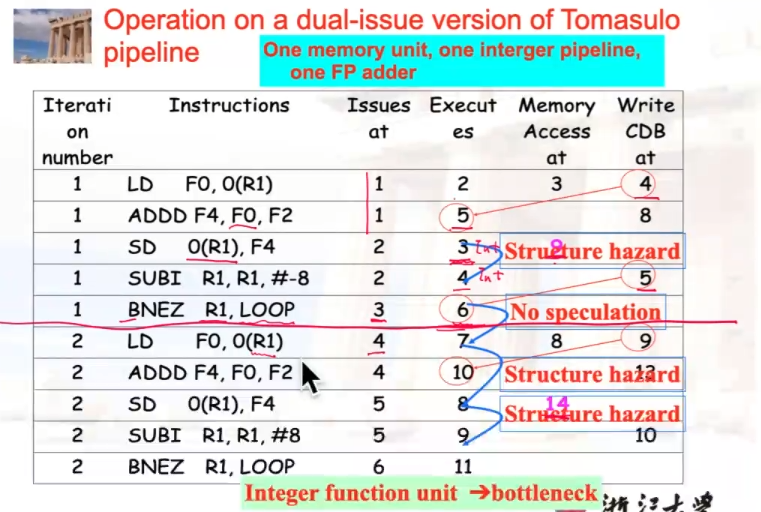 Operation on a dual-issue version of Tomasulo
pipeline
One memory unit, one interger pipeline,
one FP adder
Iterati
on
number
Instructions
Issues
at
Execut
es
Memory
Access
at
Write
CDB
at
1 LD F0, 0(R1) 1 2 3 4
1 ADDD F4, F0, F2 1 5 8
1 SD 0(R1), F4 2 3 Int Structure hazard
1 SUBI R1, R1, #-8 2 4 Int 5
1 BNEZ R1, LOOP 3 6 No speculation
2 LD F0, 0(R1) 4 7 8 9
2 ADDD F4, F0, F2 4 10 Structure hazard 13
2 SD 0(R1), F4 5 8 14 Structure hazard
2 SUBI R1, R1, #8 5 9 10
2 BNEZ R1, LOOP 6 11
Integer function unit ➔bottleneck
浙江大学